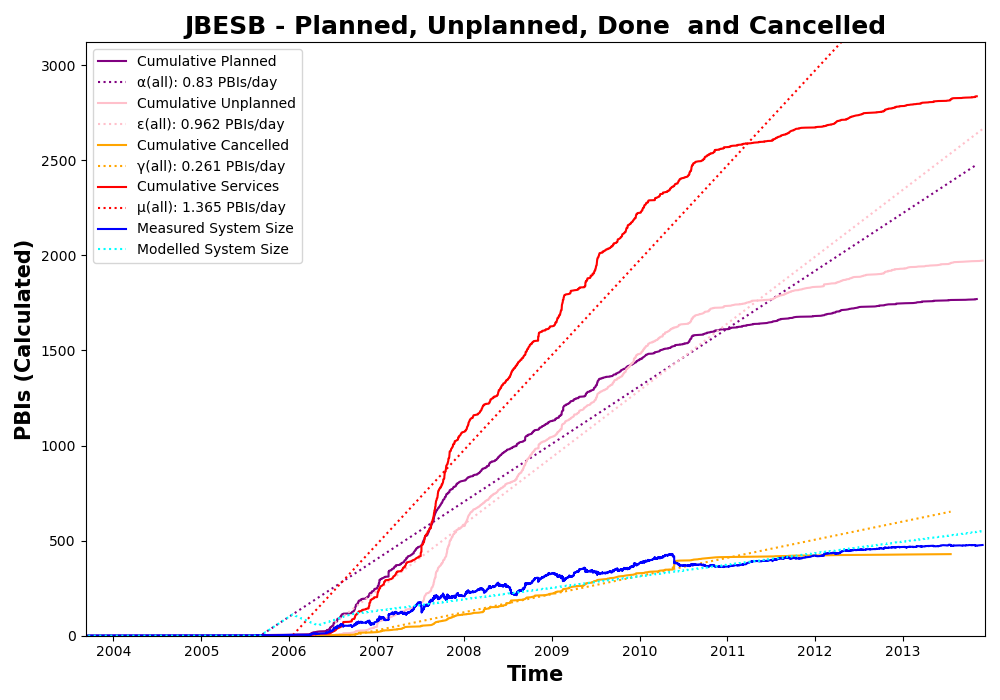 JBESB - Planned, Unplanned, Done  and Cancelled
Cumulative Planned
α(all): 0.83 PBIs/day
Cumulative Unplanned
ε(all): 0.962 PBIs/day
Cumulative Cancelled
γ(all): 0.261 PBIs/day
Cumulative Services
μ(all): 1.365 PBIs/day
Measured System Size
Modelled System Size
PBIs (Calculated)
3000
2500
2000
1500
1000
500
0
2004 2005 2006 2007 2008 2009 2010 2011 2012 2013
Time